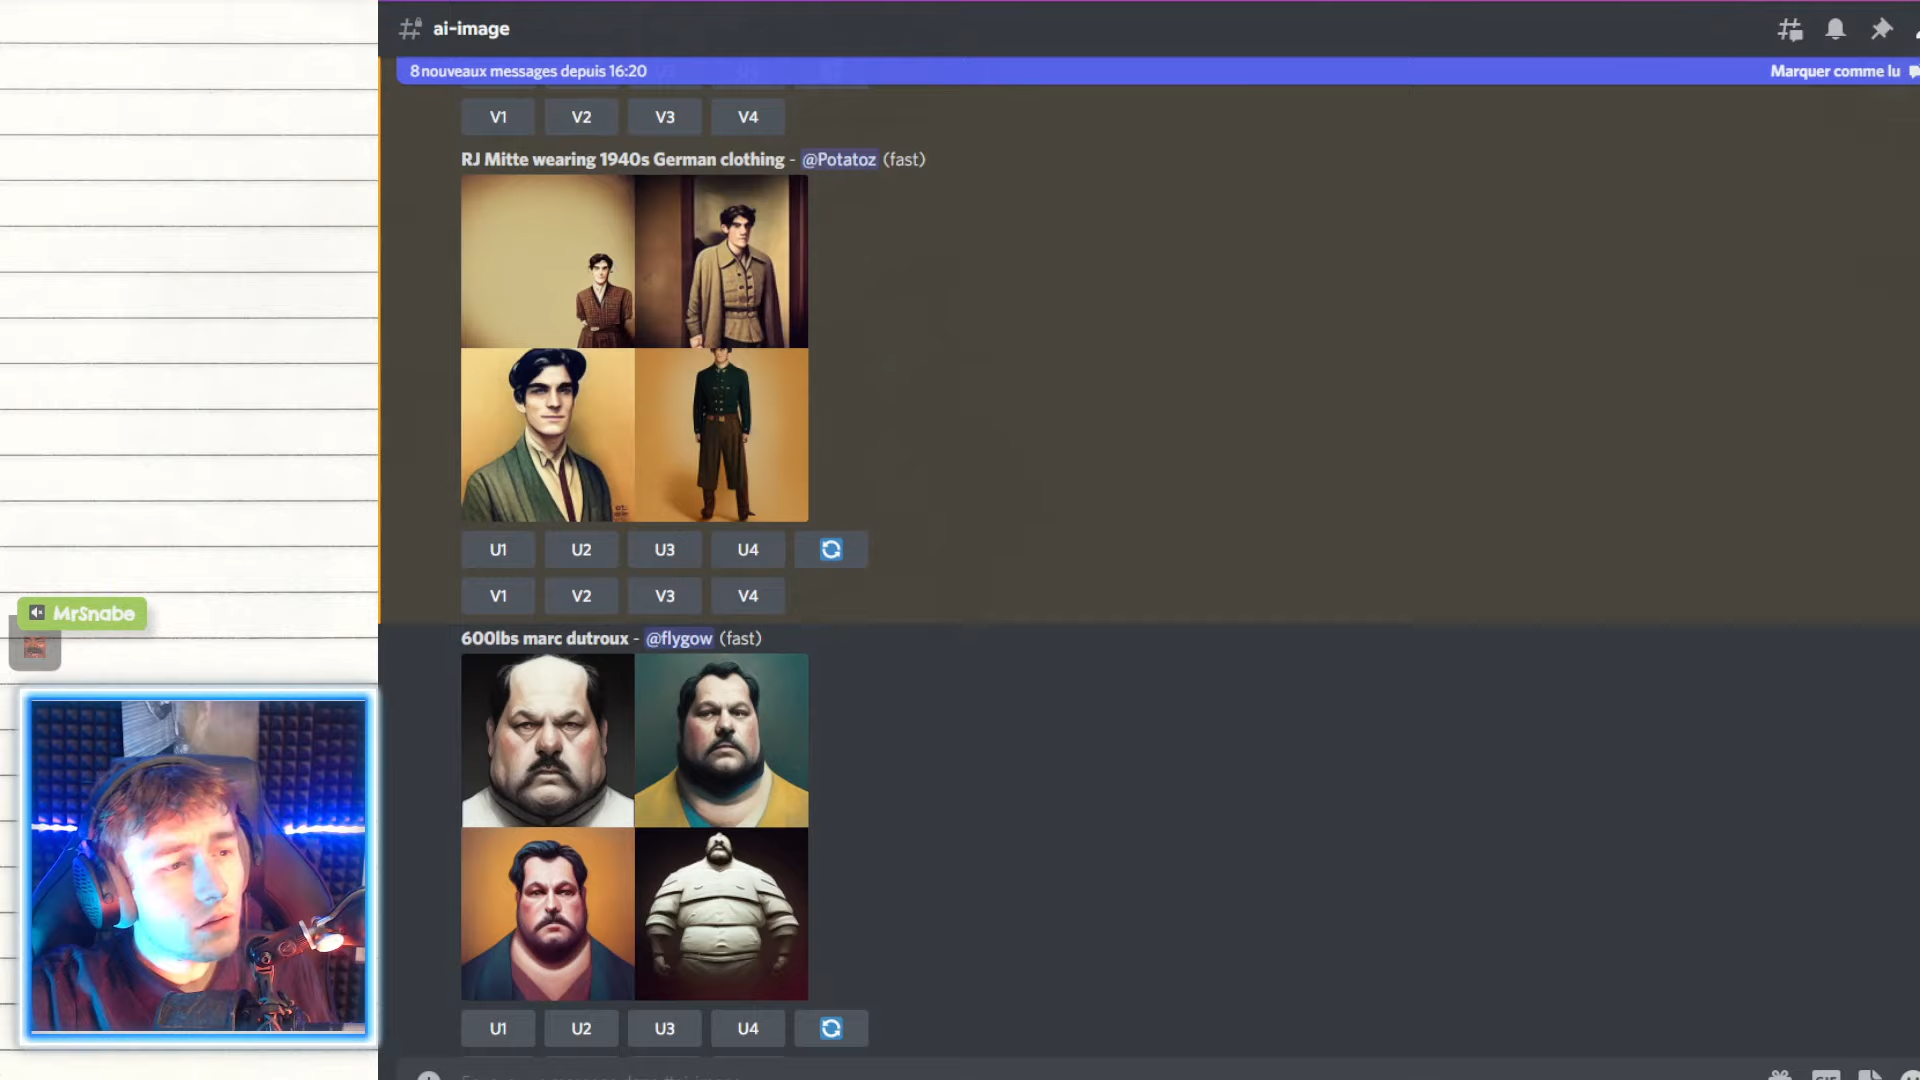 ai-image
8 nouveaux messages depuis 16:20
Marquer comme lu
V1 V2 V3 V4
RJ Mitte wearing 1940s German clothing - @Potatoz (fast)
U1 U2 U3 U4
V1 V2 V3 V4
MrSnabe
600lbs marc dutroux - @flygow (fast)
U1 U2 U3 U4
GIF